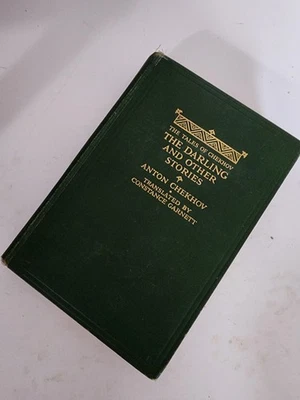 THE TALES OF CHEKHOV
THE DARLING
AND OTHER
STORIES
ANTON CHEKHOV
TRANSLATED BY
CONSTANCE GARNETT